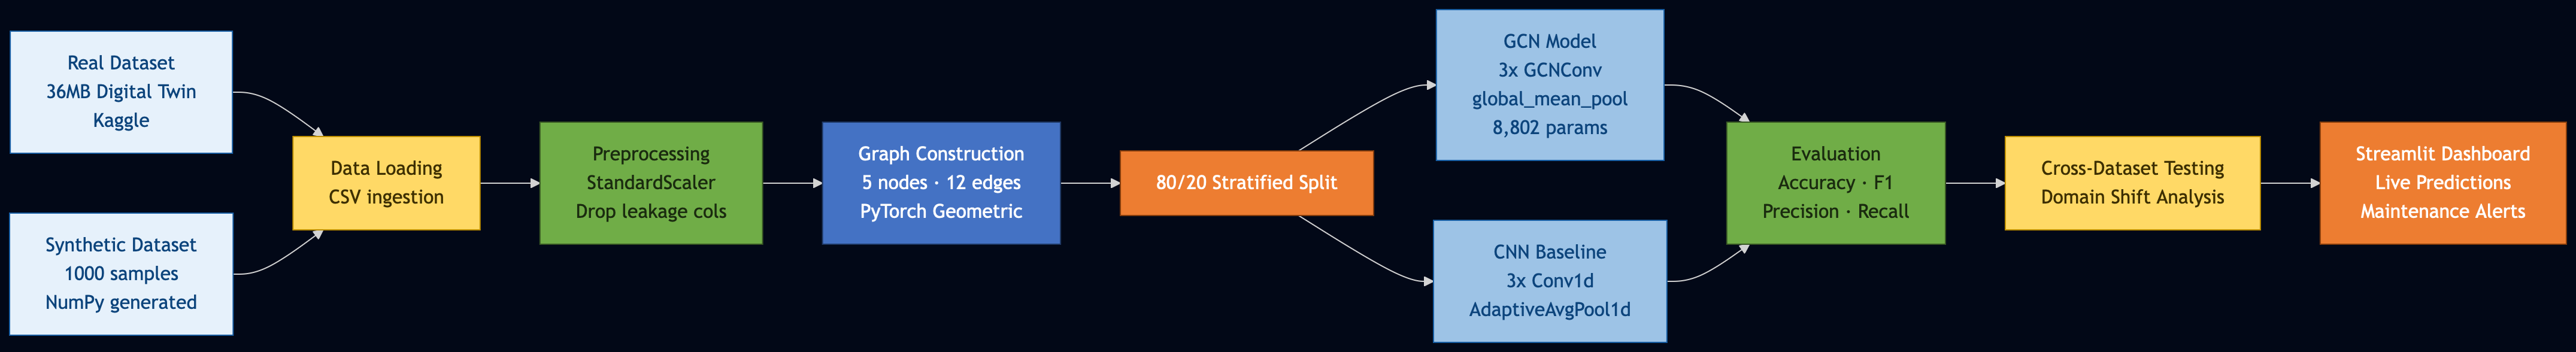 Real Dataset
36MB Digital Twin
Kaggle
Synthetic Dataset
1000 samples
NumPy generated
Data Loading
CSV ingestion
Preprocessing
StandardScaler
Drop leakage cols
Graph Construction
5 nodes · 12 edges
PyTorch Geometric
80/20 Stratified Split
GCN Model
3x GCNConv
global_mean_pool
8,802 params
CNN Baseline
3x Conv1d
AdaptiveAvgPool1d
Evaluation
Accuracy · F1
Precision · Recall
Cross-Dataset Testing
Domain Shift Analysis
Streamlit Dashboard
Live Predictions
Maintenance Alerts